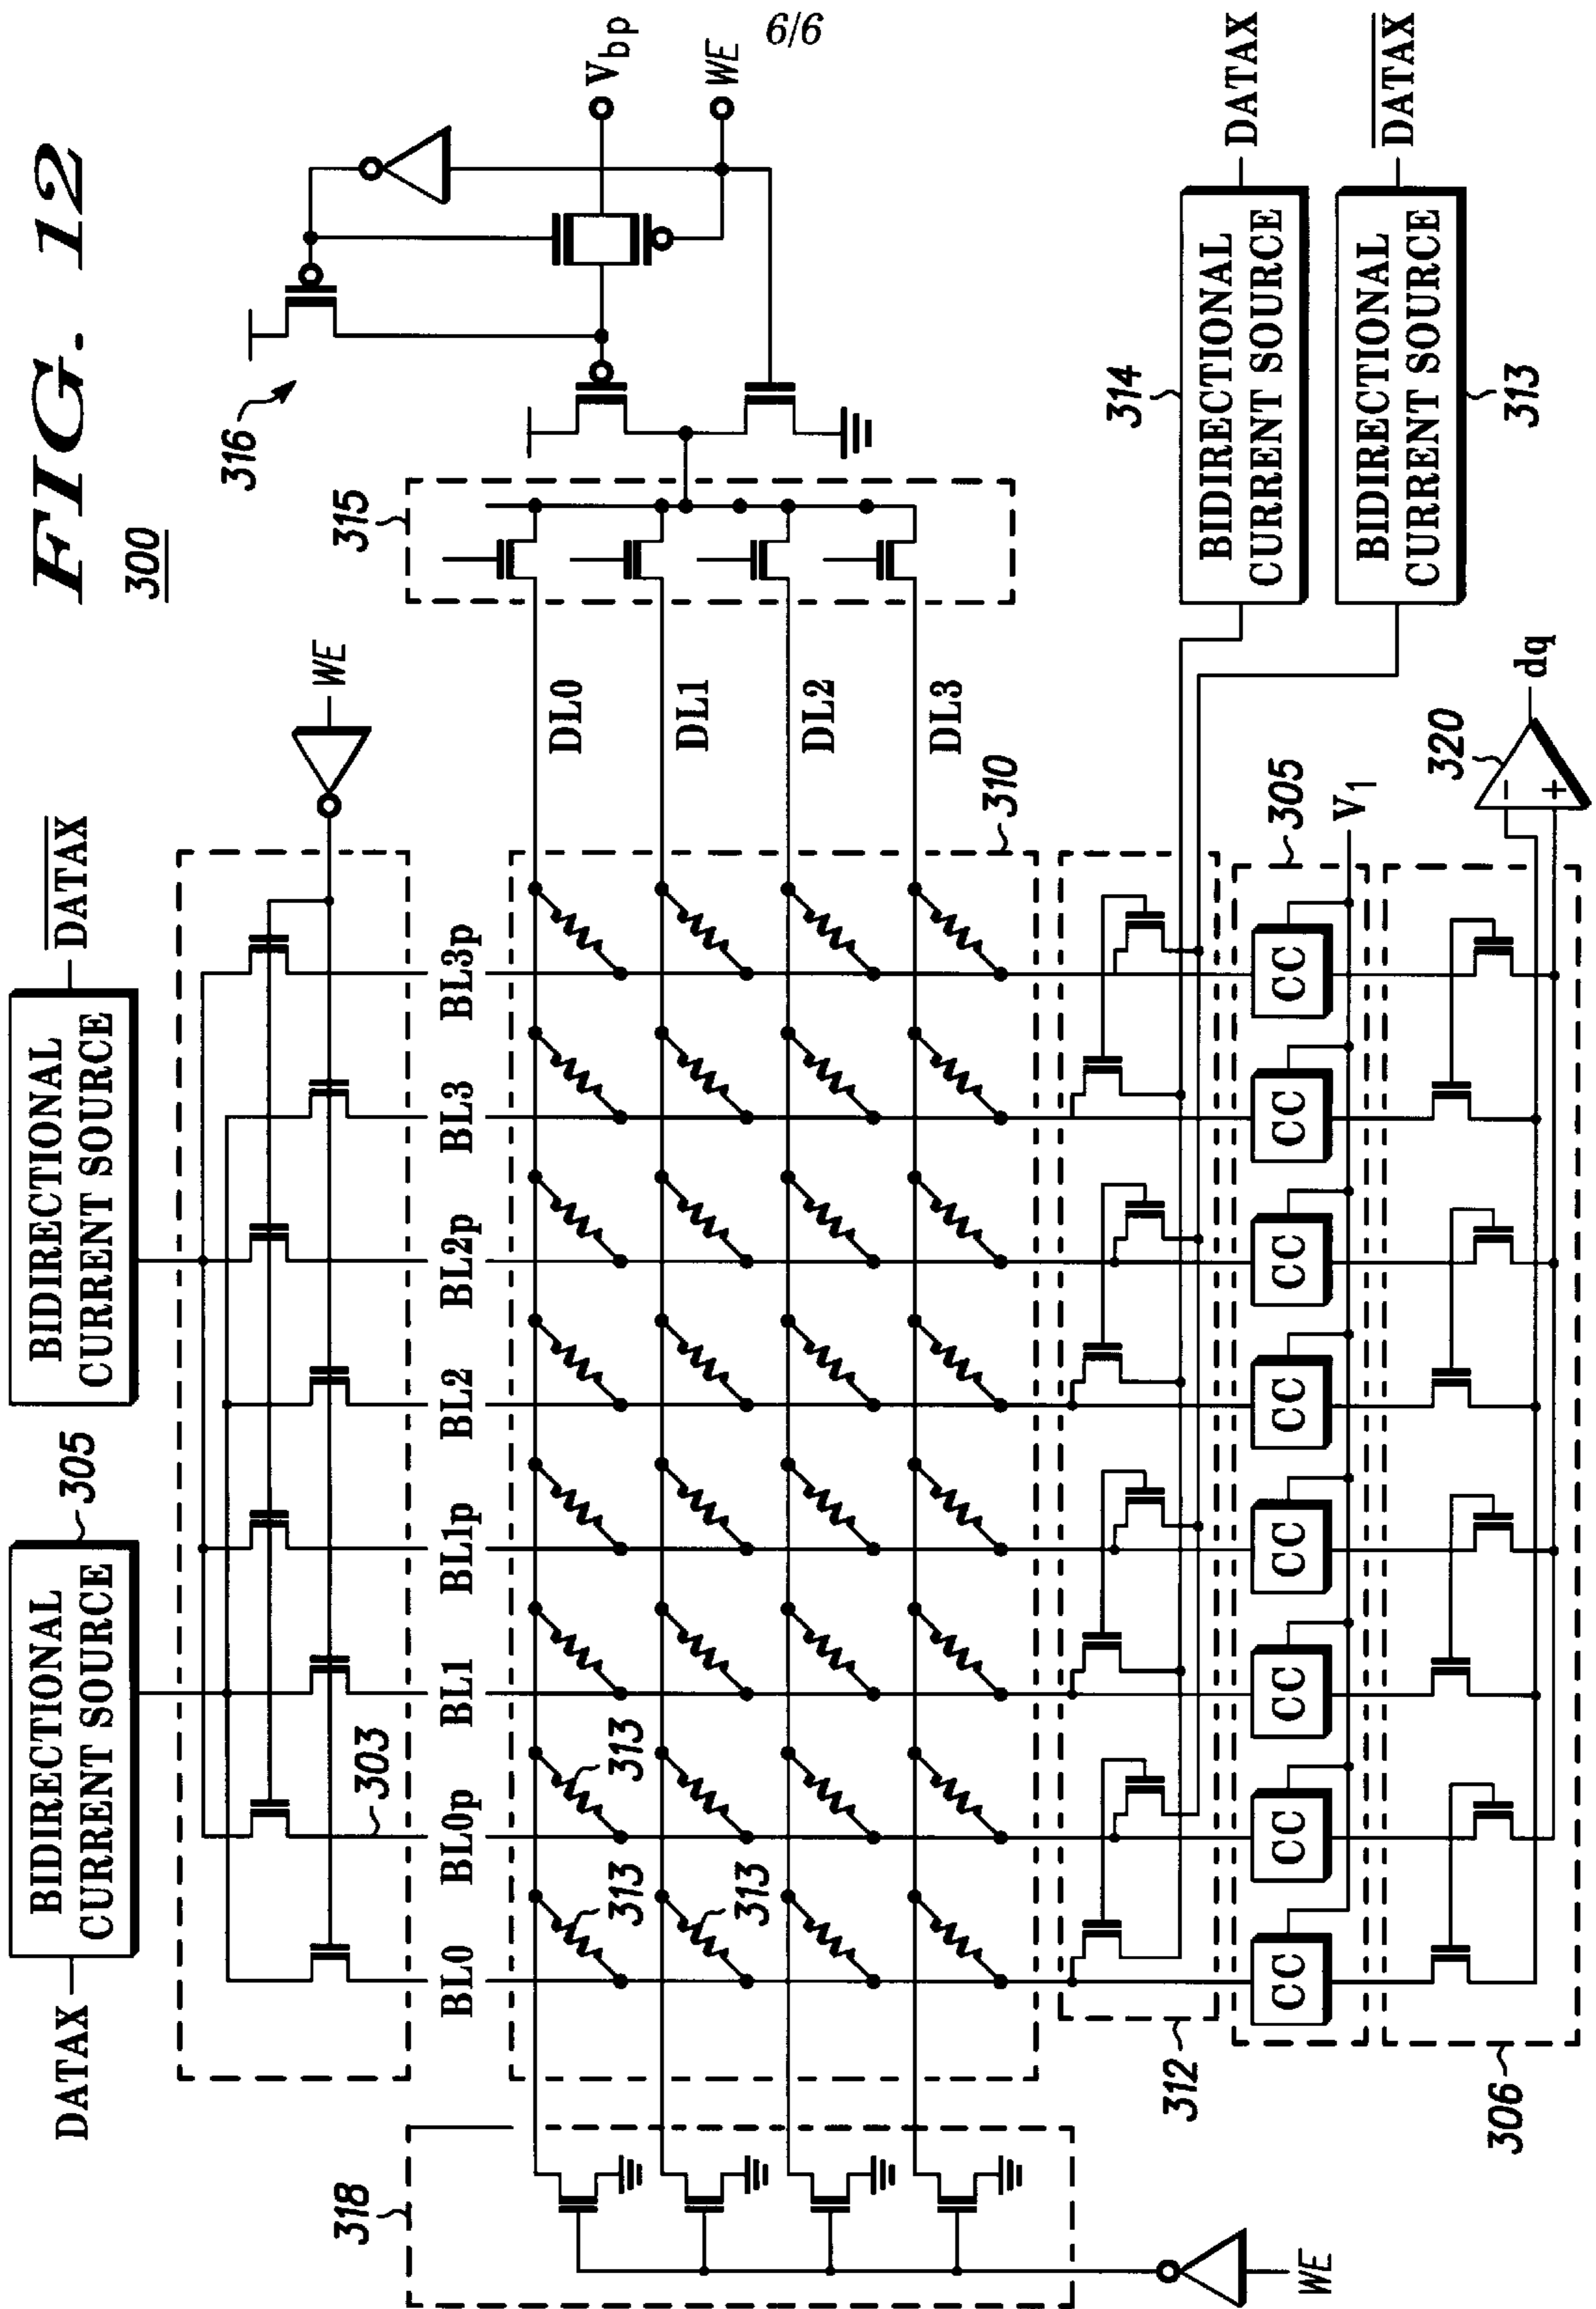 6/6
FIG. 12
300
DATAX
BIDIRECTIONAL
CURRENT SOURCE
305
BIDIRECTIONAL
CURRENT SOURCE
DATAX
WE
303
316
Vbp
WE
BL0
BL0p
BL1
BL1p
BL2
BL2p
BL3
BL3p
318
315
313
313
313
DL0
DL1
DL2
DL3
310
WE
312
314
BIDIRECTIONAL
CURRENT SOURCE
DATAX
BIDIRECTIONAL
CURRENT SOURCE
DATAX
313
CC
CC
CC
CC
CC
CC
CC
CC
305
V1
306
320
-
+
dq